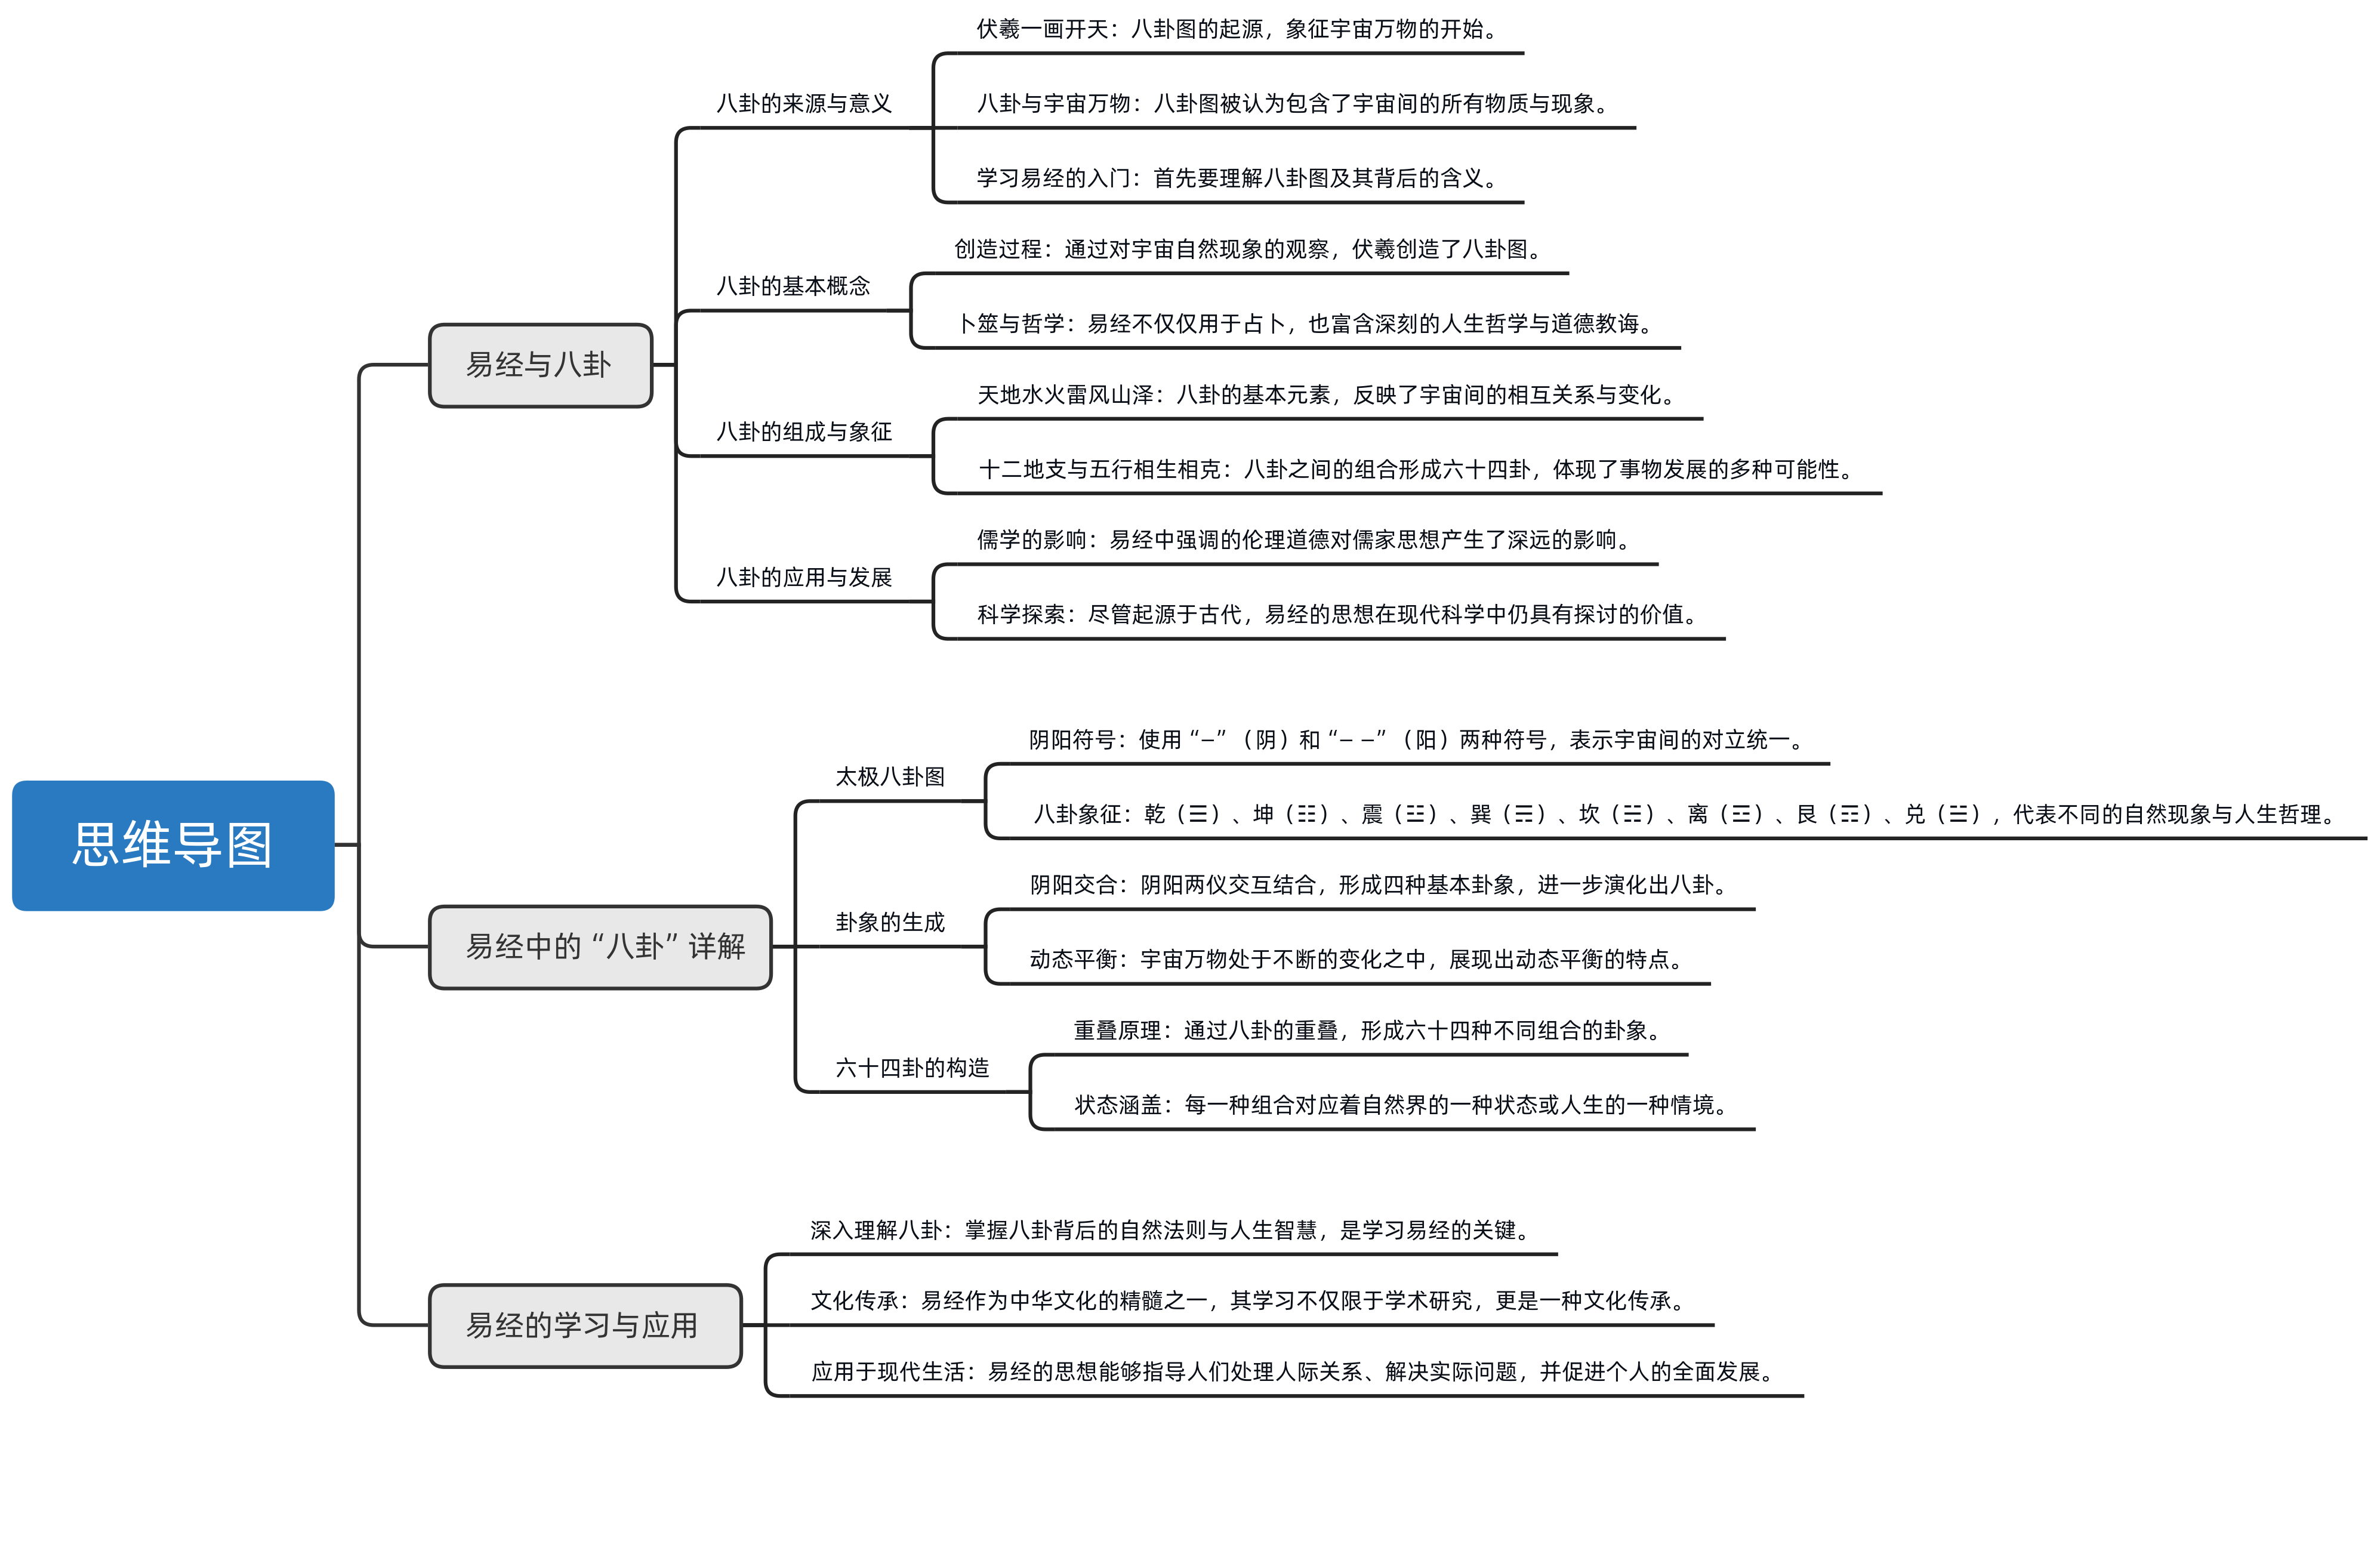 思维导图
易经与八卦
八卦的来源与意义
伏羲一画开天：八卦图的起源，象征宇宙万物的开始。
八卦与宇宙万物：八卦图被认为包含了宇宙间的所有物质与现象。
学习易经的入门：首先要理解八卦图及其背后的含义。
八卦的基本概念
创造过程：通过对宇宙自然现象的观察，伏羲创造了八卦图。
卜筮与哲学：易经不仅仅用于占卜，也富含深刻的人生哲学与道德教诲。
八卦的组成与象征
天地水火雷风山泽：八卦的基本元素，反映了宇宙间的相互关系与变化。
十二地支与五行相生相克：八卦之间的组合形成六十四卦，体现了事物发展的多种可能性。
八卦的应用与发展
儒学的影响：易经中强调的伦理道德对儒家思想产生了深远的影响。
科学探索：尽管起源于古代，易经的思想在现代科学中仍具有探讨的价值。
易经中的 “八卦” 详解
太极八卦图
阴阳符号：使用 “—”（阴）和 “— —”（阳）两种符号，表示宇宙间的对立统一。
八卦象征：乾（☰）、坤（☷）、震（☳）、巽（☴）、坎（☵）、离（☲）、艮（☶）、兑（☱），代表不同的自然现象与人生哲理。
卦象的生成
阴阳交合：阴阳两仪交互结合，形成四种基本卦象，进一步演化出八卦。
动态平衡：宇宙万物处于不断的变化之中，展现出动态平衡的特点。
六十四卦的构造
重叠原理：通过八卦的重叠，形成六十四种不同组合的卦象。
状态涵盖：每一种组合对应着自然界的一种状态或人生的一种情境。
易经的学习与应用
深入理解八卦：掌握八卦背后的自然法则与人生智慧，是学习易经的关键。
文化传承：易经作为中华文化的精髓之一，其学习不仅限于学术研究，更是一种文化传承。
应用于现代生活：易经的思想能够指导人们处理人际关系、解决实际问题，并促进个人的全面发展。